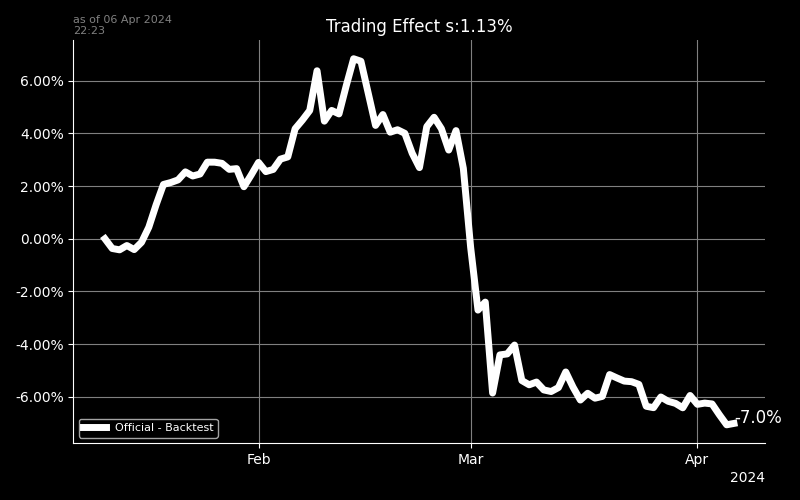 as of 06 Apr 2024
22:23
Trading Effect s:1.13%
6.00%
4.00%
2.00%
0.00%
-2.00%
-4.00%
-6.00%
-7.0%
Official - Backtest
Feb
Mar
Apr
2024